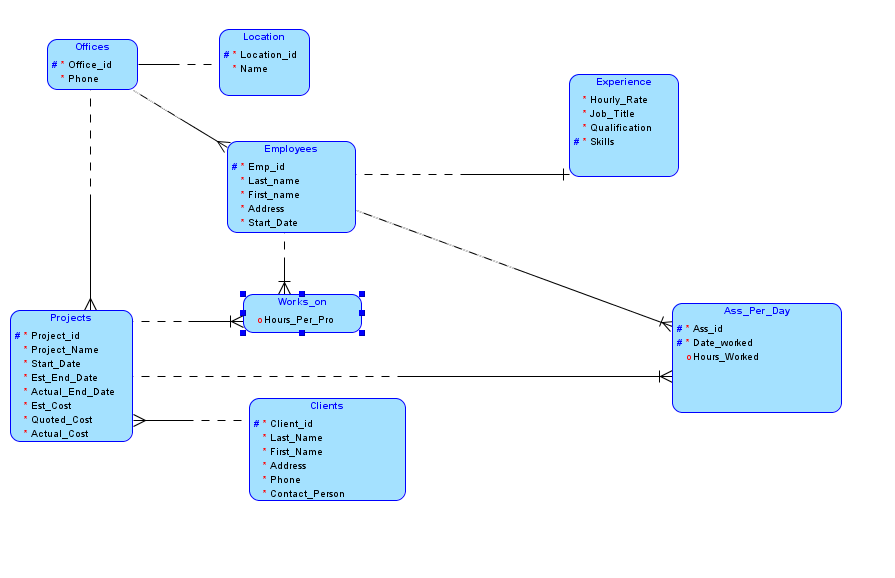 Offices
# * Office_id
* Phone
Location
# * Location_id
* Name
Experience
* Hourly_Rate
* Job_Title
* Qualification
# * Skills
Employees
# * Emp_id
* Last_name
* First_name
* Address
* Start_Date
Works_on
o Hours_Per_Pro
Projects
# * Project_id
* Project_Name
* Start_Date
* Est_End_Date
* Actual_End_Date
* Est_Cost
* Quoted_Cost
* Actual_Cost
Ass_Per_Day
# * Ass_id
# * Date_worked
o Hours_Worked
Clients
# * Client_id
* Last_Name
* First_Name
* Address
* Phone
* Contact_Person